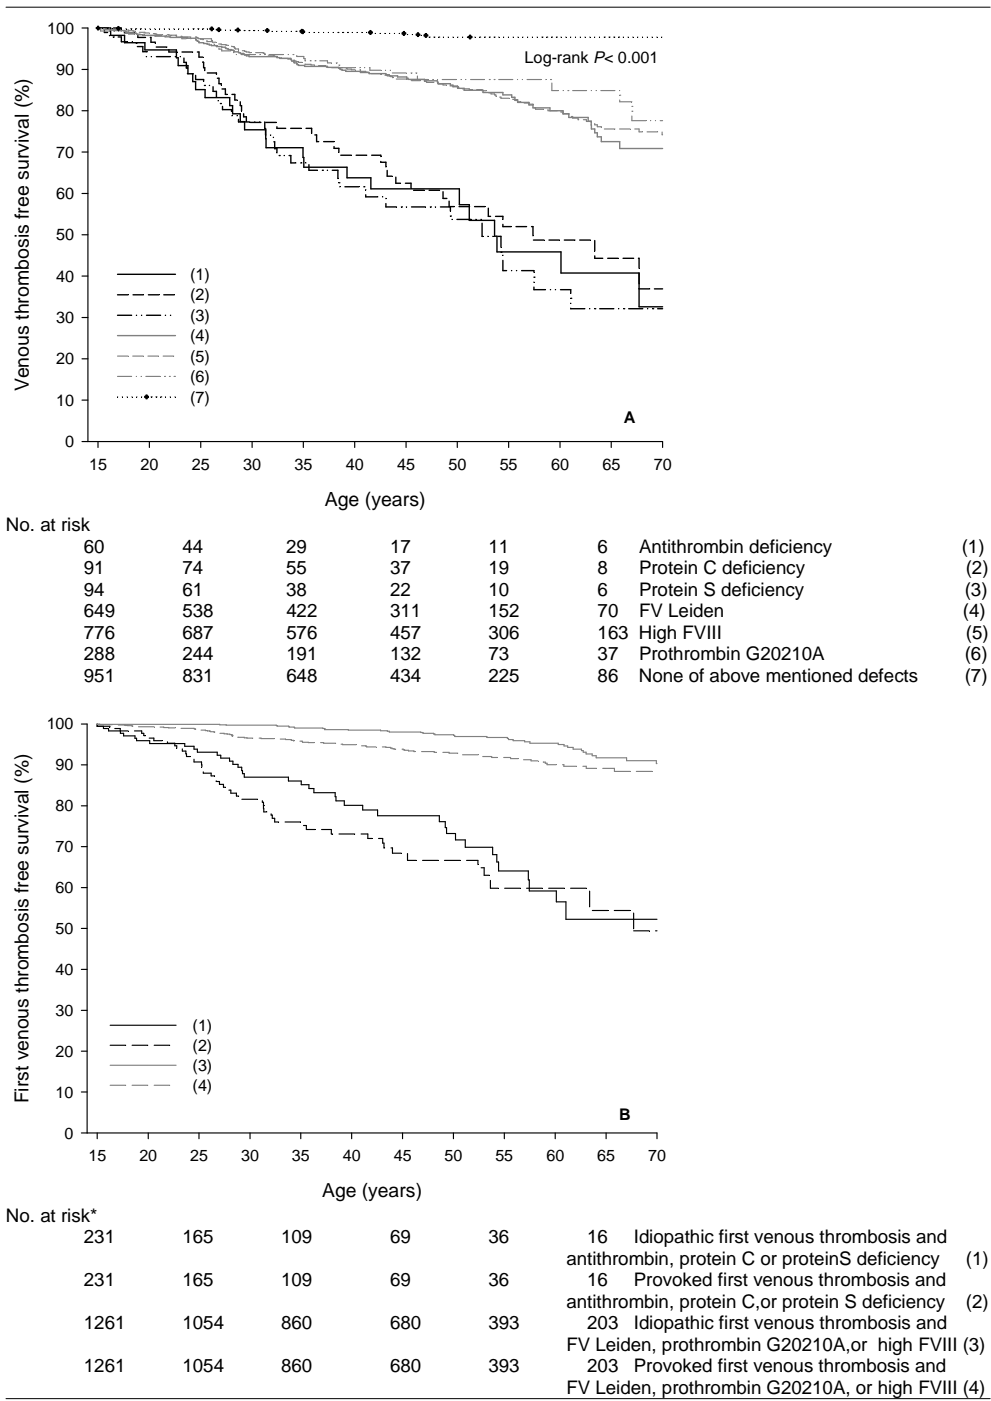 Venous thrombosis free survival (%)
100
90
80
70
60
50
40
30
20
10
0
Log-rank P< 0.001
(1)
(2)
(3)
(4)
(5)
(6)
(7)
A
15 20 25 30 35 40 45 50 55 60 65 70
Age (years)
No. at risk
60 44 29 17 11 6 Antithrombin deficiency (1)
91 74 55 37 19 8 Protein C deficiency (2)
94 61 38 22 10 6 Protein S deficiency (3)
649 538 422 311 152 70 FV Leiden (4)
776 687 576 457 306 163 High FVIII (5)
288 244 191 132 73 37 Prothrombin G20210A (6)
951 831 648 434 225 86 None of above mentioned defects (7)
First venous thrombosis free survival (%)
100
90
80
70
60
50
40
30
20
10
0
(1)
(2)
(3)
(4)
B
15 20 25 30 35 40 45 50 55 60 65 70
Age (years)
No. at risk*
231 165 109 69 36 16 Idiopathic first venous thrombosis and
antithrombin, protein C or proteinS deficiency (1)
231 165 109 69 36 16 Provoked first venous thrombosis and
antithrombin, protein C,or protein S deficiency (2)
1261 1054 860 680 393 203 Idiopathic first venous thrombosis and
FV Leiden, prothrombin G20210A,or high FVIII (3)
1261 1054 860 680 393 203 Provoked first venous thrombosis and
FV Leiden, prothrombin G20210A, or high FVIII (4)